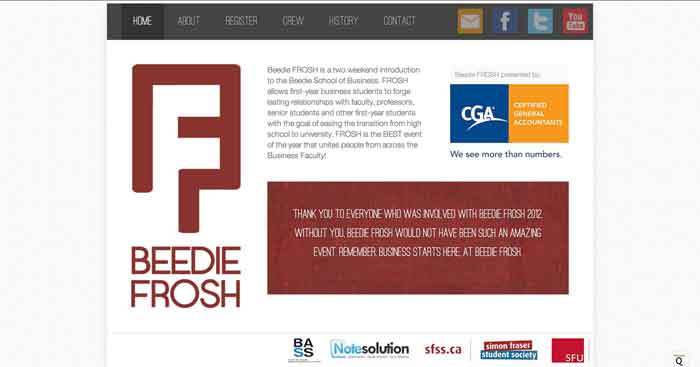 HOME ABOUT REGISTER CREW HISTORY CONTACT You Tube
BEEDIE
FROSH
Beedie FROSH is a two weekend introduction
to the Beedie School of Business. FROSH
allows first-year business students to forge
lasting relationships with faculty, professors,
senior students and other first-year students
with the goal of easing the transition from high
school to university. FROSH is the BEST event
of the year that unites people from across the
Business Faculty!
Beedie FROSH presented by:
CGA
CERTIFIED
GENERAL
ACCOUNTANTS
We see more than numbers.
THANK YOU TO EVERYONE WHO WAS INVOLVED WITH BEEDIE FROSH 2012.
WITHOUT YOU, BEEDIE FROSH WOULD NOT HAVE BEEN SUCH AN AMAZING
EVENT. REMEMBER, BUSINESS STARTS HERE, AT BEEDIE FROSH.
BA
SS
Notesolution
sfss.ca
simon fraser
student society
SFU
Q